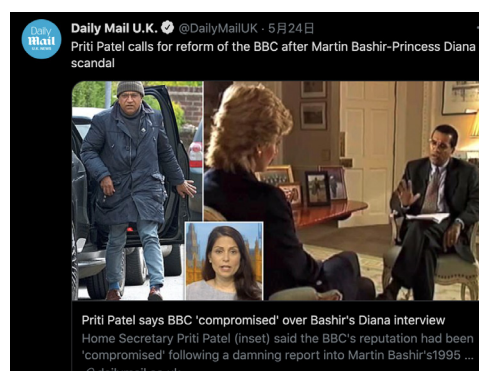 Daily Mail U.K. @DailyMailUK · 5月24日
Daily
Mail
U.K. NEWS
Priti Patel calls for reform of the BBC after Martin Bashir-Princess Diana
scandal
Priti Patel says BBC 'compromised' over Bashir's Diana interview
Home Secretary Priti Patel (inset) said the BBC's reputation had been
'compromised' following a damning report into Martin Bashir's1995 ...